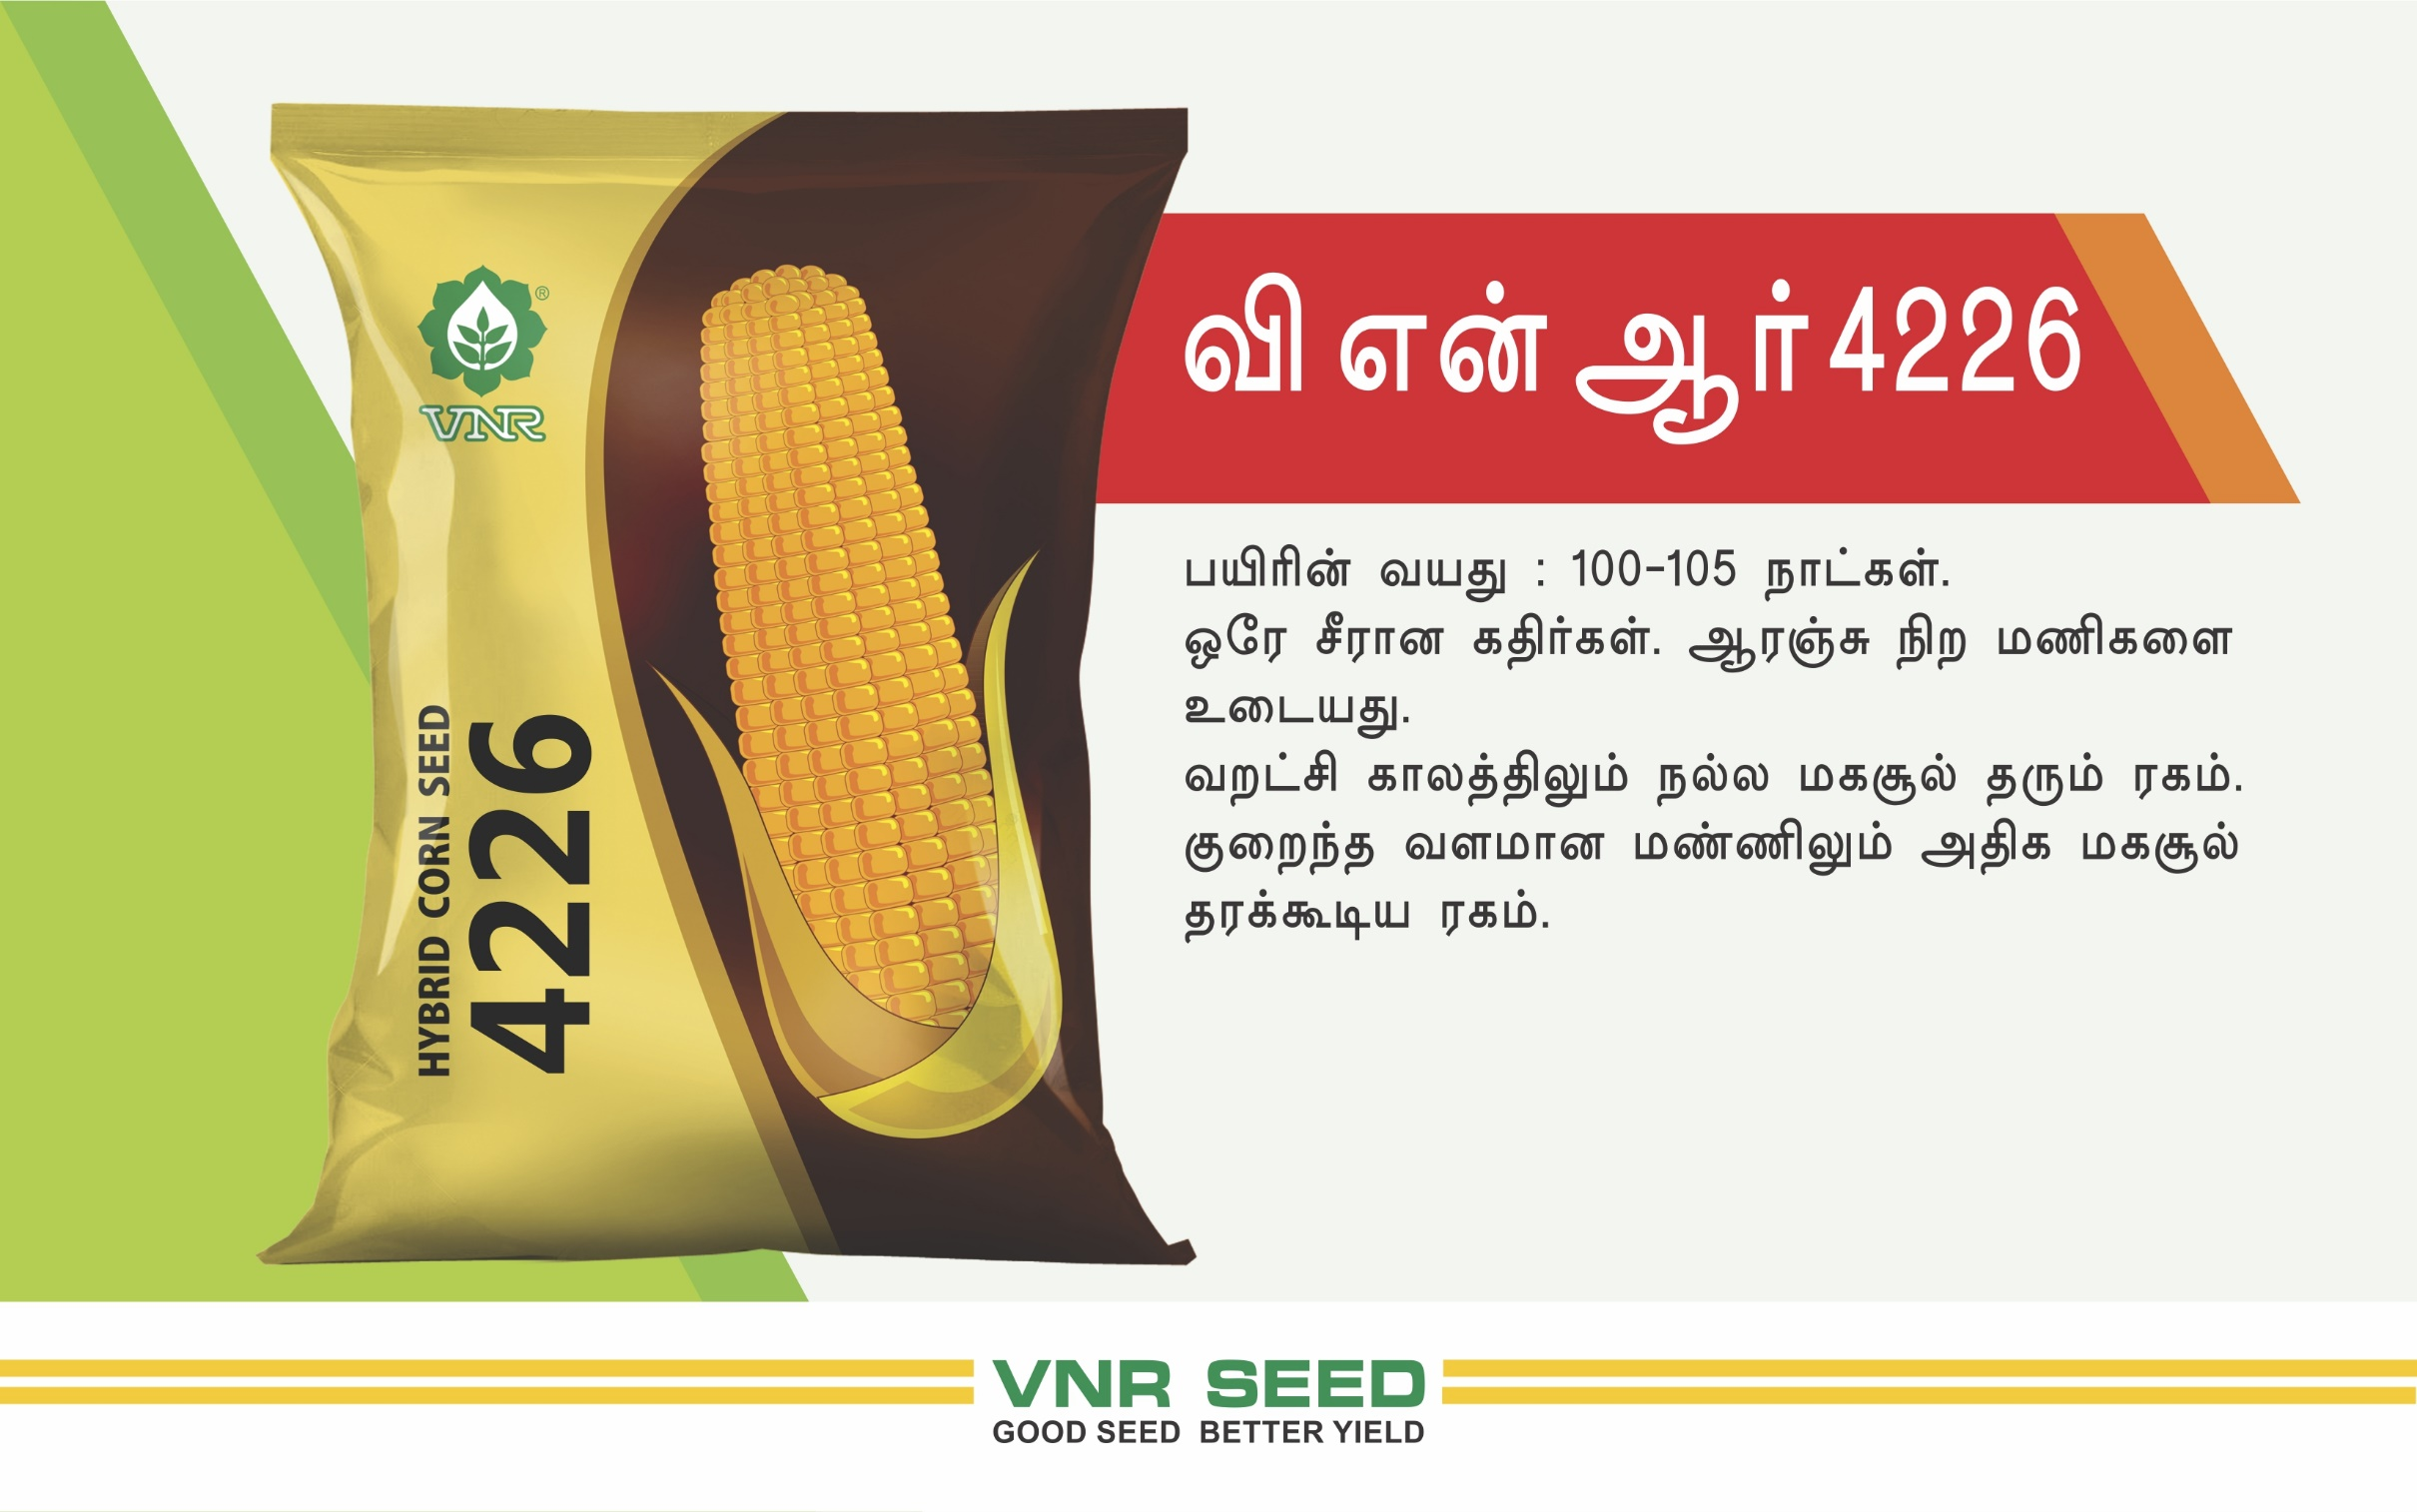 VNR
HYBRID CORN SEED
4226
வி என் ஆர் 4226
பயிரின் வயது : 100-105 நாட்கள்.
ஒரே சீரான கதிர்கள். ஆரஞ்சு நிற மணிகளை
உடையது.
வறட்சி காலத்திலும் நல்ல மகசூல் தரும் ரகம்.
குறைந்த வளமான மண்ணிலும் அதிக மகசூல்
தரக்கூடிய ரகம்.
VNR SEED
GOOD SEED BETTER YIELD